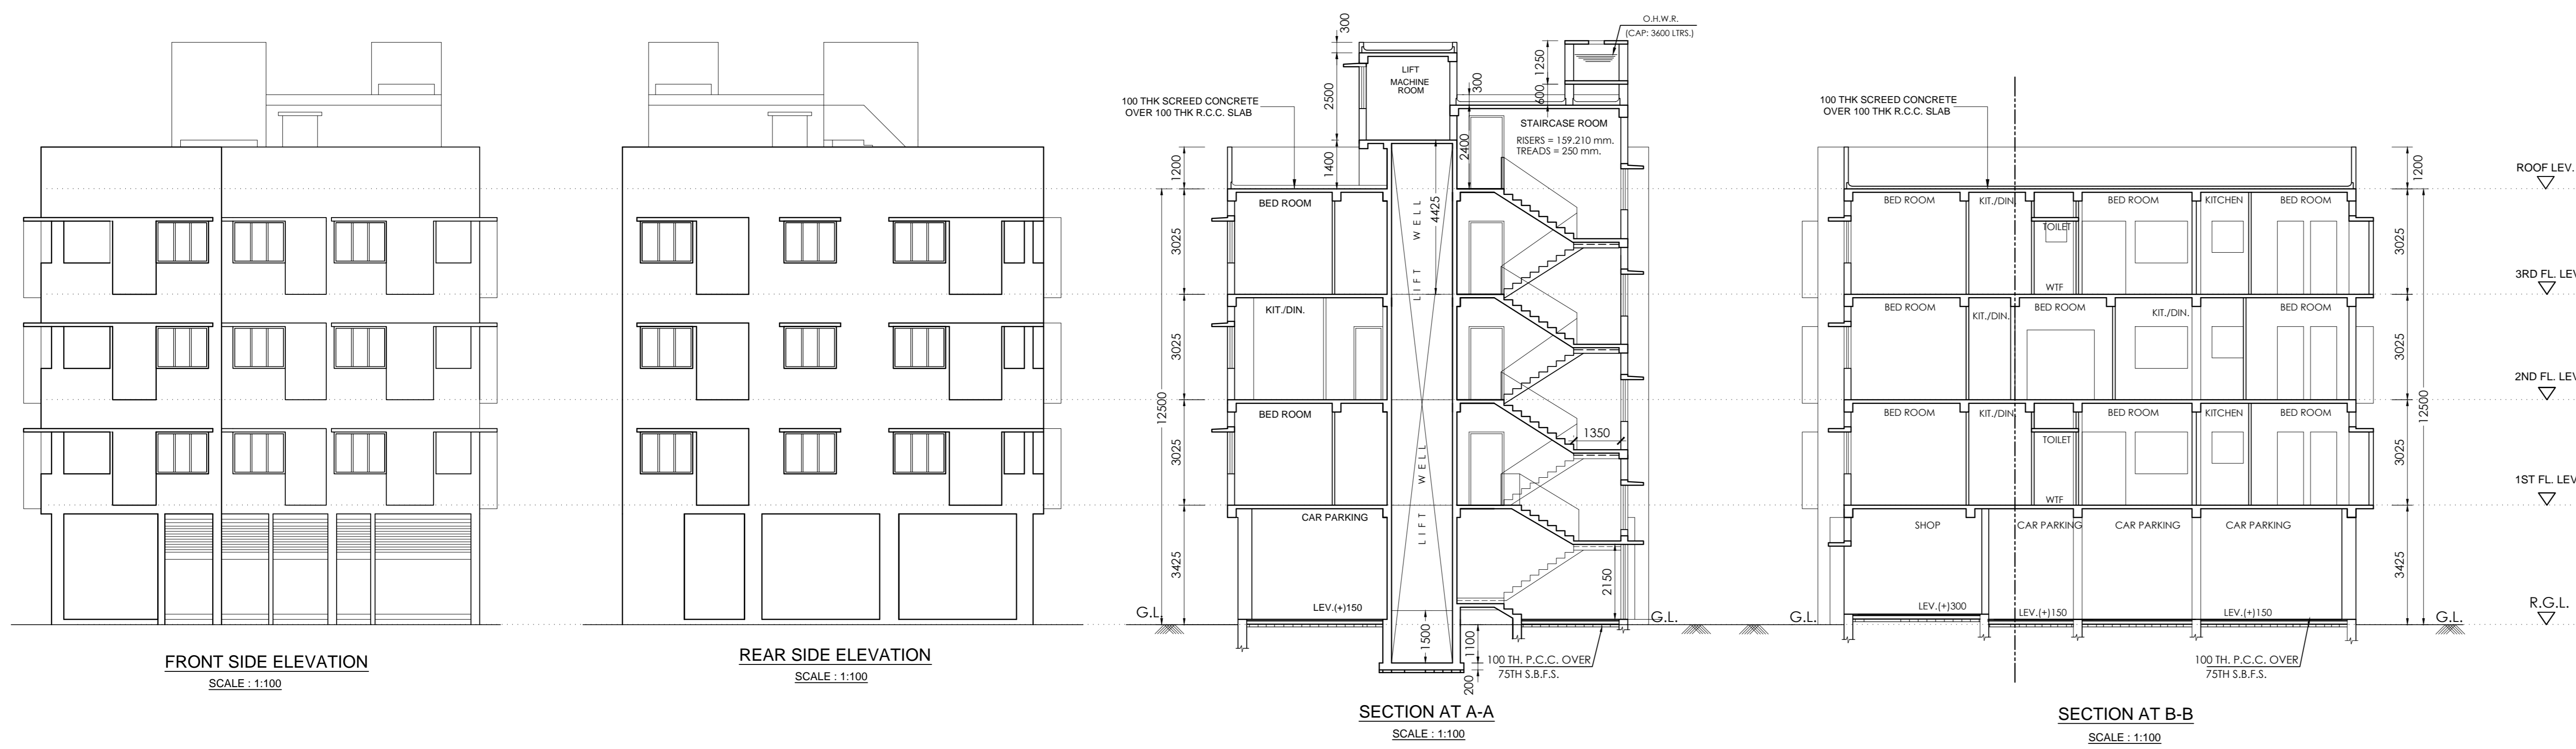 FRONT SIDE ELEVATION
SCALE : 1:100
REAR SIDE ELEVATION
SCALE : 1:100
300
2500
1400
1200
3025
3025
3025
3425
12500
100 THK SCREED CONCRETE
OVER 100 THK R.C.C. SLAB
LIFT
MACHINE
ROOM
O.H.W.R.
(CAP: 3600 LTRS.)
1250
600
300
2400
STAIRCASE ROOM
RISERS = 159.210 mm.
TREADS = 250 mm.
4425
LIFT WELL
LIFT WELL
BED ROOM
KIT./DIN.
BED ROOM
CAR PARKING
LEV.(+)150
1350
2150
1500
1100
200
G.L.
G.L.
100 TH. P.C.C. OVER
75TH S.B.F.S.
SECTION AT A-A
SCALE : 1:100
100 THK SCREED CONCRETE
OVER 100 THK R.C.C. SLAB
BED ROOM
KIT./DIN
TOILET
WTF
BED ROOM
KITCHEN
BED ROOM
BED ROOM
KIT./DIN.
BED ROOM
KIT./DIN.
BED ROOM
BED ROOM
KIT./DIN
TOILET
WTF
BED ROOM
KITCHEN
BED ROOM
SHOP
CAR PARKING
CAR PARKING
CAR PARKING
LEV.(+)300
LEV.(+)150
LEV.(+)150
G.L.
G.L.
1200
3025
3025
3025
3425
12500
100 TH. P.C.C. OVER
75TH S.B.F.S.
SECTION AT B-B
SCALE : 1:100
ROOF LEV.
3RD FL. LEV
2ND FL. LEV
1ST FL. LEV
R.G.L.